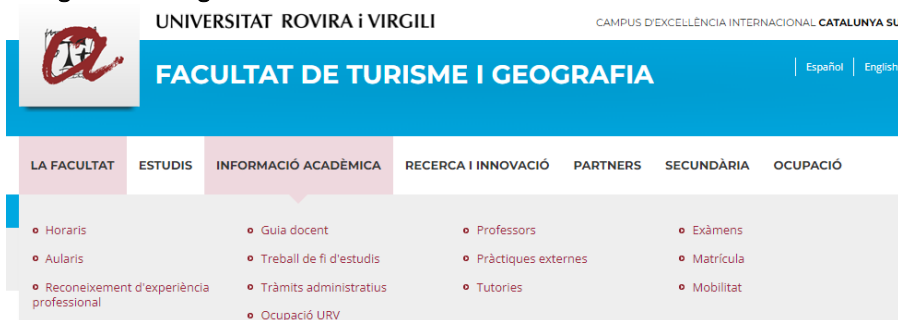 UNIVERSITAT ROVIRA i VIRGILI
CAMPUS D'EXCEL·LÈNCIA INTERNACIONAL CATALUNYA SU
FACULTAT DE TURISME I GEOGRAFIA
Español English
LA FACULTAT ESTUDIS INFORMACIÓ ACADÈMICA RECERCA I INNOVACIÓ PARTNERS SECUNDÀRIA OCUPACIÓ
Horaris Guia docent Professors Exàmens
Aularis Treball de fi d'estudis Pràctiques externes Matrícula
Reconeixement d'experiència Tràmits administratius Tutories Mobilitat
professional
Ocupació URV